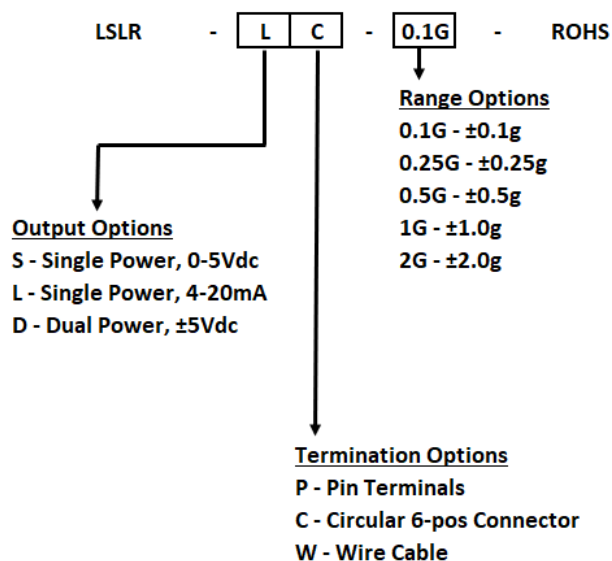 LSLR - L C - 0.1G - ROHS
Range Options
0.1G - ±0.1g
0.25G - ±0.25g
0.5G - ±0.5g
1G - ±1.0g
2G - ±2.0g
Output Options
S - Single Power, 0-5Vdc
L - Single Power, 4-20mA
D - Dual Power, ±5Vdc
Termination Options
P - Pin Terminals
C - Circular 6-pos Connector
W - Wire Cable